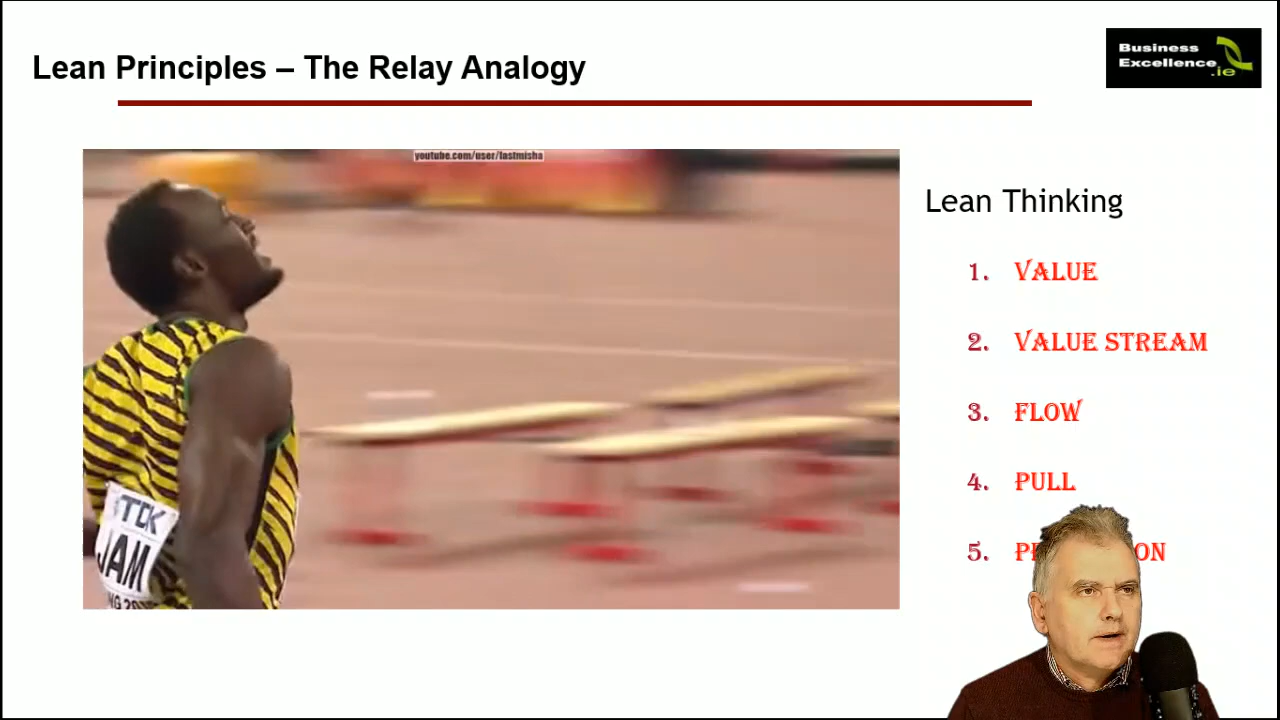 Lean Principles – The Relay Analogy
Business
Excellence
.ie
youtube.com/user/fastmisha
Lean Thinking
1. VALUE
2. VALUE STREAM
3. FLOW
4. PULL
5.
TDK
JAM